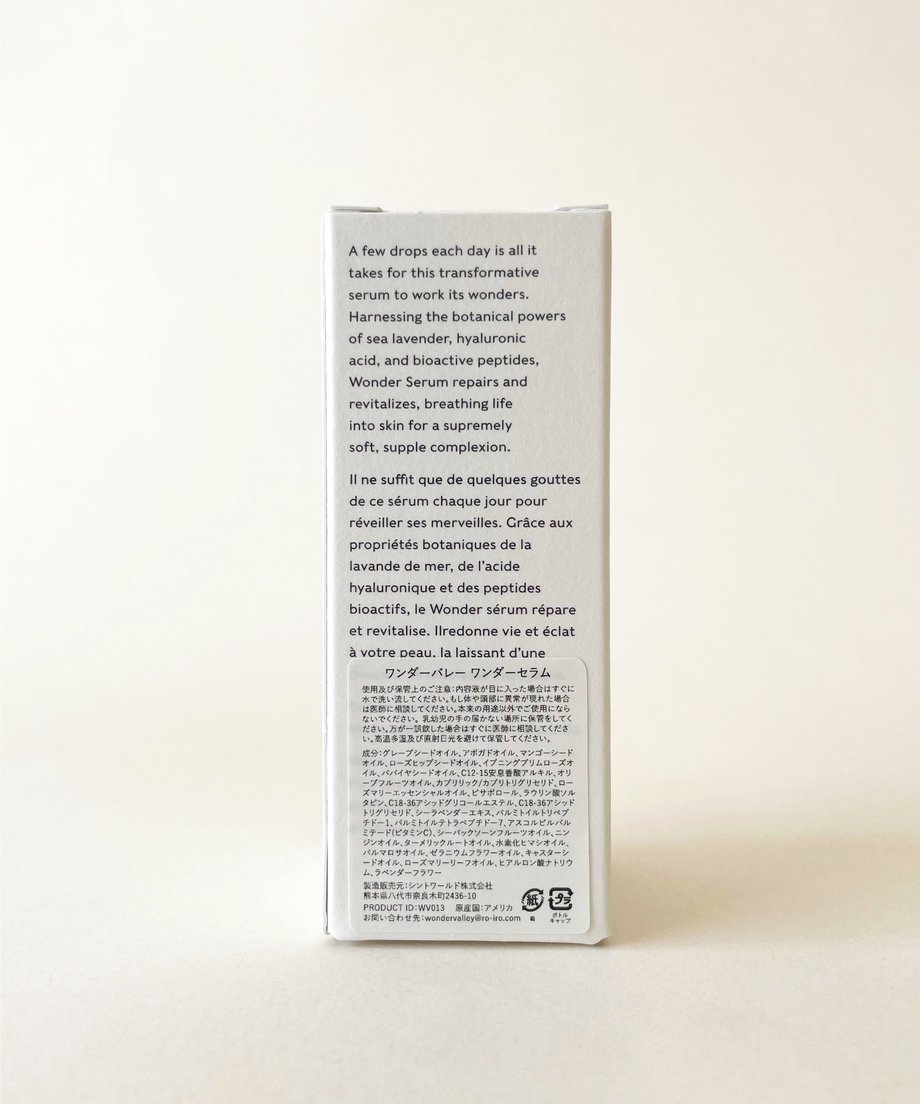 A few drops each day is all it
takes for this transformative
serum to work its wonders.
Harnessing the botanical powers
of sea lavender, hyaluronic
acid, and bioactive peptides,
Wonder Serum repairs and
revitalizes, breathing life
into skin for a supremely
soft, supple complexion.
Il ne suffit que de quelques gouttes
de ce sérum chaque jour pour
réveiller ses merveilles. Grâce aux
propriétés botaniques de la
lavande de mer, de l'acide
hyaluronique et des peptides
bioactifs, le Wonder sérum répare
et revitalise. Ilredonne vie et éclat
à votre peau, la laissant d'une
ワンダーバレー ワンダーセラム
使用及び保管上のご注意:内容液が目に入った場合はすぐに
水で洗い流してください。もし体や頭部に異常が現れた場合
は医師に相談してください。本来の用途以外でご使用になら
ないでください。乳幼児の手の届かない場所に保管をしてく
ださい。万が一誤飲した場合はすぐに医師に相談してくださ
い。高温多湿及び直射日光を避けて保管してください。
成分:グレープシードオイル、アボガドオイル、マンゴーシード
オイル、ローズヒップシードオイル、イブニングプリムローズオ
イル、パパイヤシードオイル、C12-15安息香酸アルキル、オリ
ーブフルーツオイル、カプリリック/カプリトリグリセリド、ロー
ズマリーエッセンシャルオイル、ビサボロール、ラウリン酸ソル
タビン、C18-36アシッドグリコールエステル、C18-36アシッド
トリグリセリド、シーラベンダーエキス、パルミトイルトリペプ
チドー1、パルミトイルテトラペプチドー7、アスコルビルパル
ミテード(ビタミンC)、シーバックソーンフルーツオイル、ニン
ジンオイル、ターメリックルートオイル、水素化ヒマシオイル、
パルマロサオイル、ゼラニウムフラワーオイル、キャスターシ
ードオイル、ローズマリーリーフオイル、ヒアルロン酸ナトリウ
ム、ラベンダーフラワー
製造販売元:シントワールド株式会社
熊本県八代市奈良木町2436-10
PRODUCT ID:WV013 原産国:アメリカ
お問い合わせ先:wondervalley@ro-iro.com
紙
箱
プラ
ボトル
キャップ